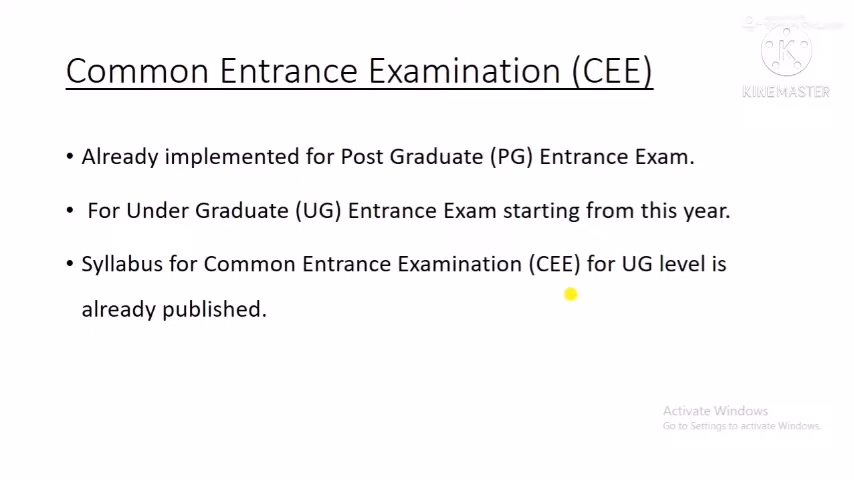 Common Entrance Examination (CEE)
KINEMASTER
• Already implemented for Post Graduate (PG) Entrance Exam.
• For Under Graduate (UG) Entrance Exam starting from this year.
• Syllabus for Common Entrance Examination (CEE) for UG level is
already published.
Activate Windows
Go to Settings to activate Windows.